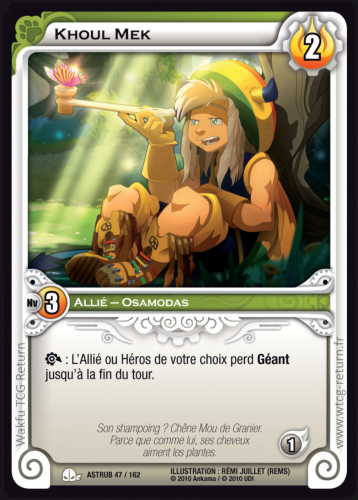 Khoul Mek
2
Nv 3
Allié – Osamodas
: L'Allié ou Héros de votre choix perd Géant
jusqu'à la fin du tour.
Son shampoing ? Chêne Mou de Granier.
Parce que comme lui, ses cheveux
aiment les plantes.
1
ASTRUB 47 / 162
ILLUSTRATION : RÉMI JUILLET (REMS)
© 2010 Ankama / © 2010 UDI
Wakfu TCG Return
www.wtcg-return.fr